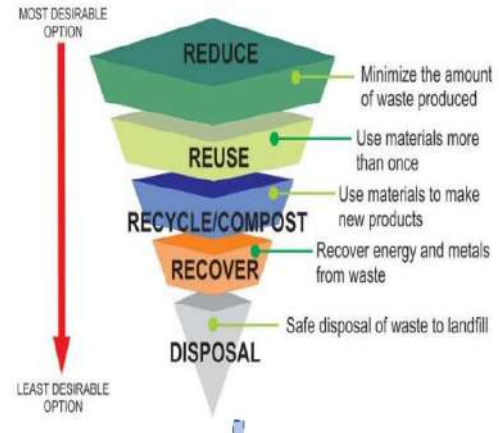 MOST DESIRABLE
OPTION
REDUCE
Minimize the amount
of waste produced
REUSE
Use materials more
than once
RECYCLE/COMPOST
Use materials to make
new products
RECOVER
Recover energy and metals
from waste
DISPOSAL
Safe disposal of waste to landfill
LEAST DESIRABLE
OPTION